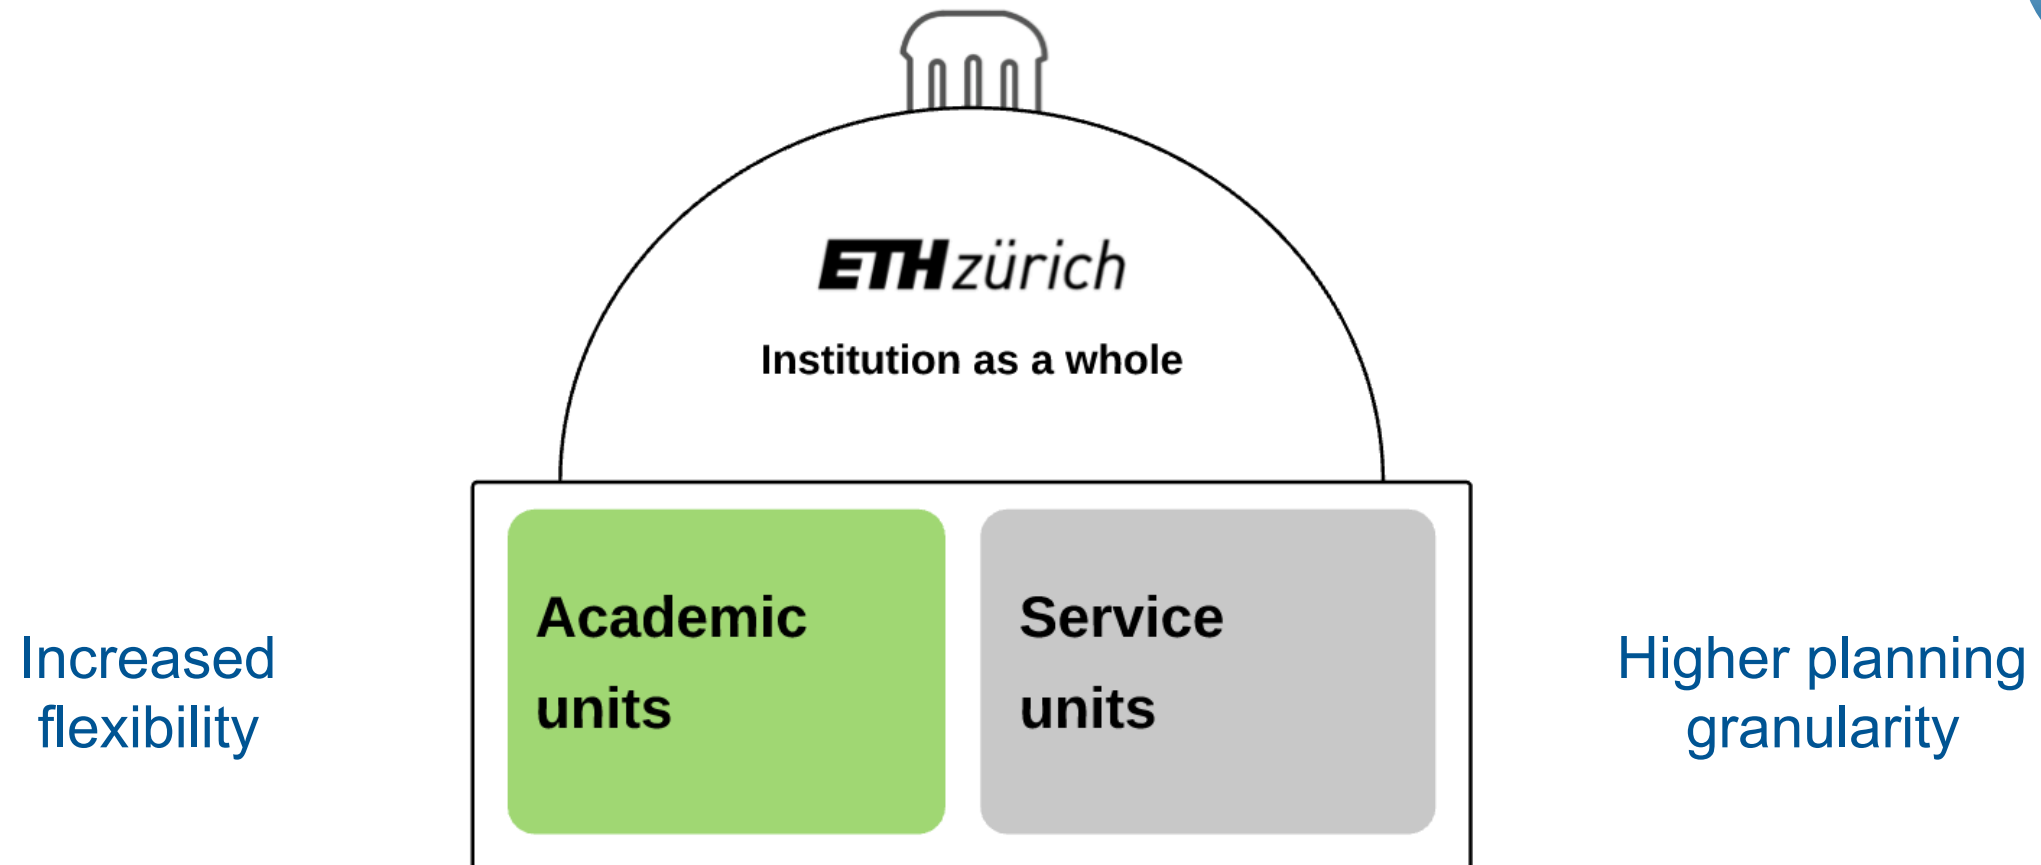 ETH zürich
Institution as a whole
Academic
units
Service
units
Increased
flexibility
Higher planning
granularity